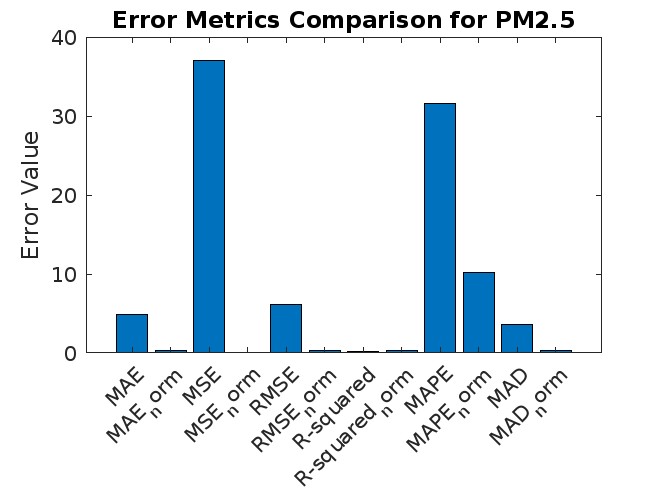 Error Metrics Comparison for PM2.5
Error Value
40
30
20
10
0
MAE
MAE_norm
MSE
MSE_norm
RMSE
RMSE_norm
R-squared
R-squared_norm
MAPE
MAPE_norm
MAD
MAD_norm